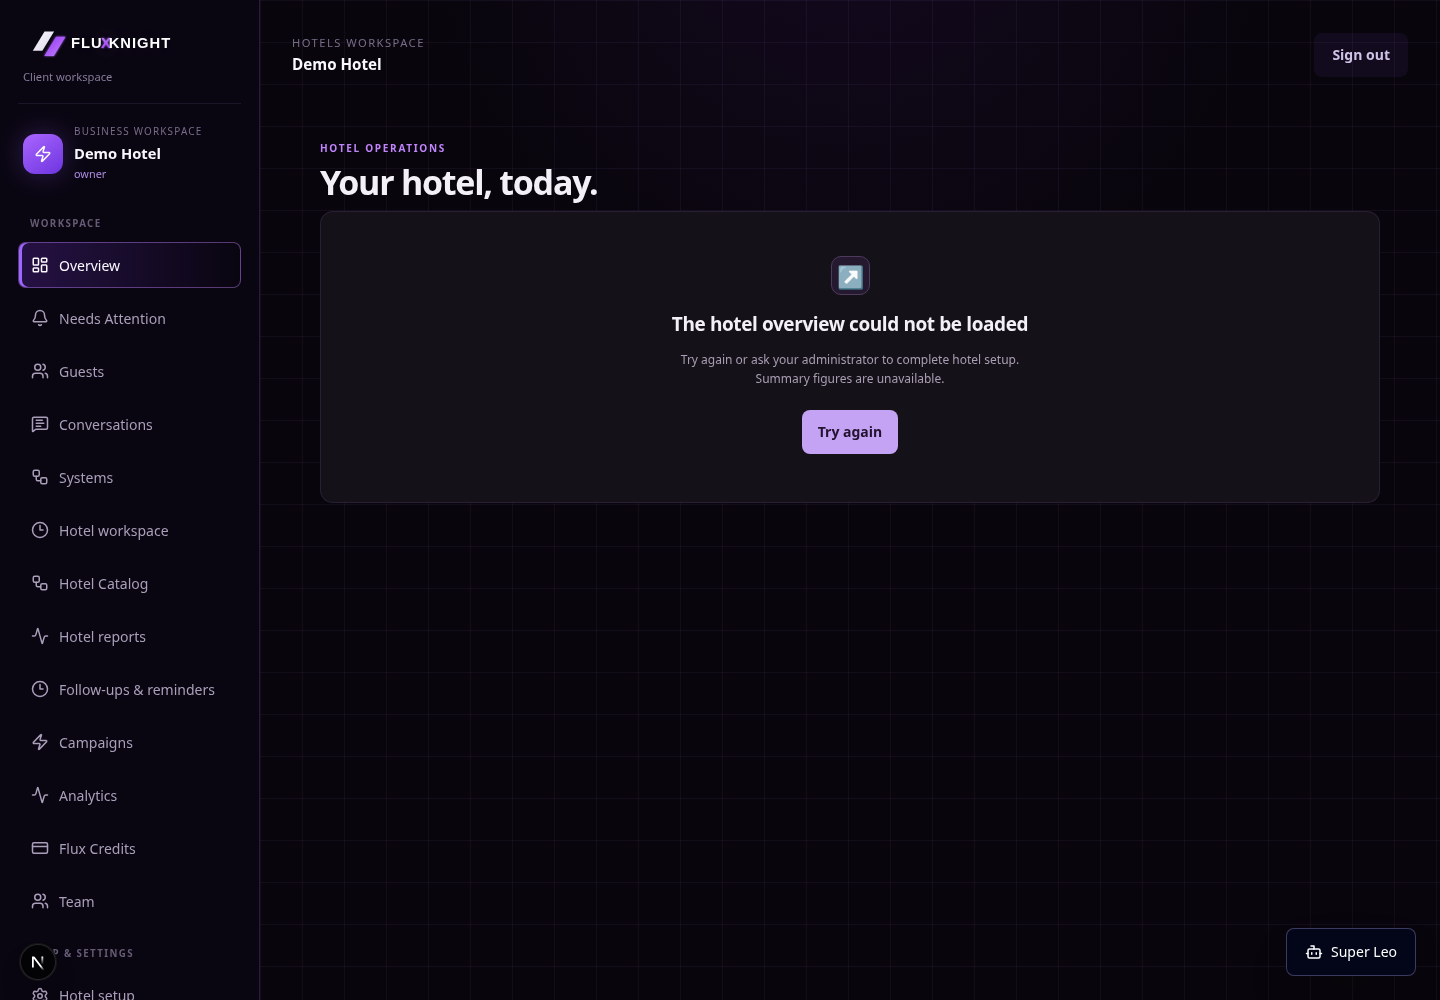 FLUXKNIGHT
Client workspace
BUSINESS WORKSPACE
Demo Hotel
owner
WORKSPACE
Overview
Needs Attention
Guests
Conversations
Systems
Hotel workspace
Hotel Catalog
Hotel reports
Follow-ups & reminders
Campaigns
Analytics
Flux Credits
Team
& SETTINGS
Hotel setup
N
HOTELS WORKSPACE
Demo Hotel
Sign out
HOTEL OPERATIONS
Your hotel, today.
The hotel overview could not be loaded
Try again or ask your administrator to complete hotel setup.
Summary figures are unavailable.
Try again
Super Leo